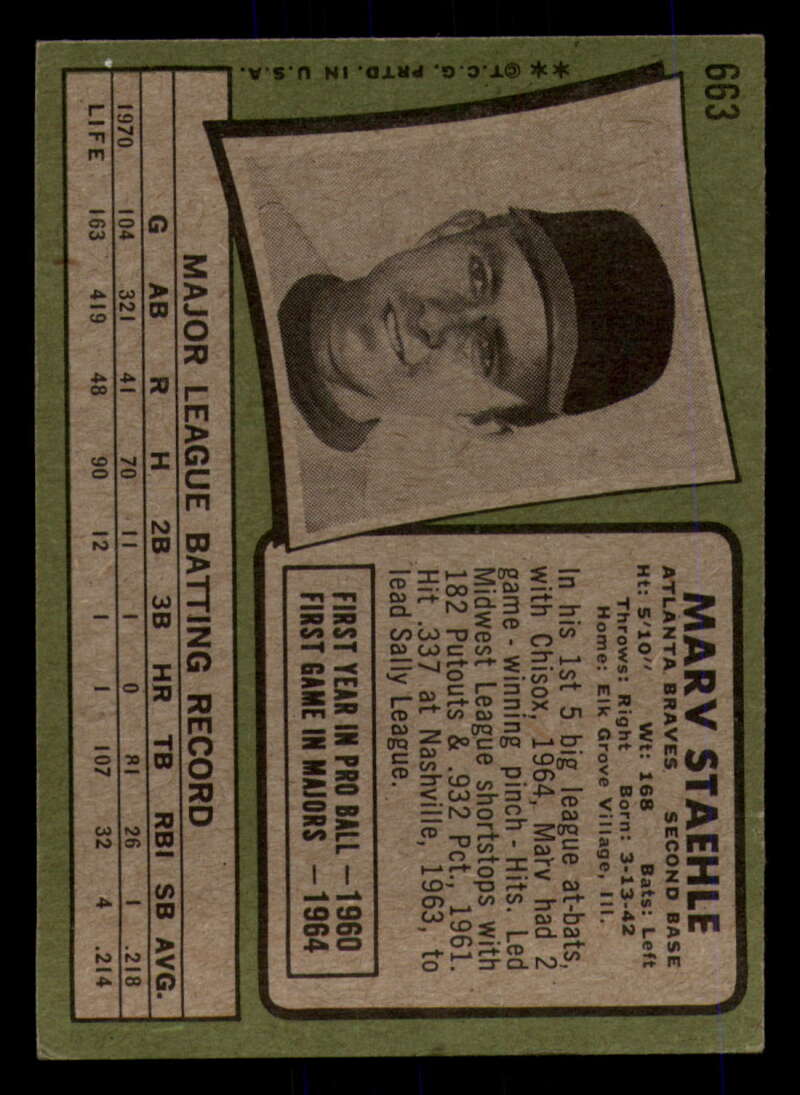 663
** ©T.C.G. PRTD. IN U.S.A.
MARV STAEHLE
ATLANTA BRAVES SECOND BASE
Ht: 5'10" Wt: 168 Bats: Left
Throws: Right Born: 3-13-42
Home: Elk Grove Village, Ill.
In his 1st 5 big league at-bats,
with Chisox, 1964, Marv had 2
game-winning pinch-Hits. Led
Midwest League shortstops with
182 Putouts & .932 Pct., 1961.
Hit .337 at Nashville, 1963, to
lead Sally League.
FIRST YEAR IN PRO BALL —1960
FIRST GAME IN MAJORS —1964
MAJOR LEAGUE BATTING RECORD
G AB R H 2B 3B HR TB RBI SB AVG.
1970 104 321 41 70 11 1 0 81 26 1 .218
LIFE 163 419 48 90 12 1 1 107 32 4 .214